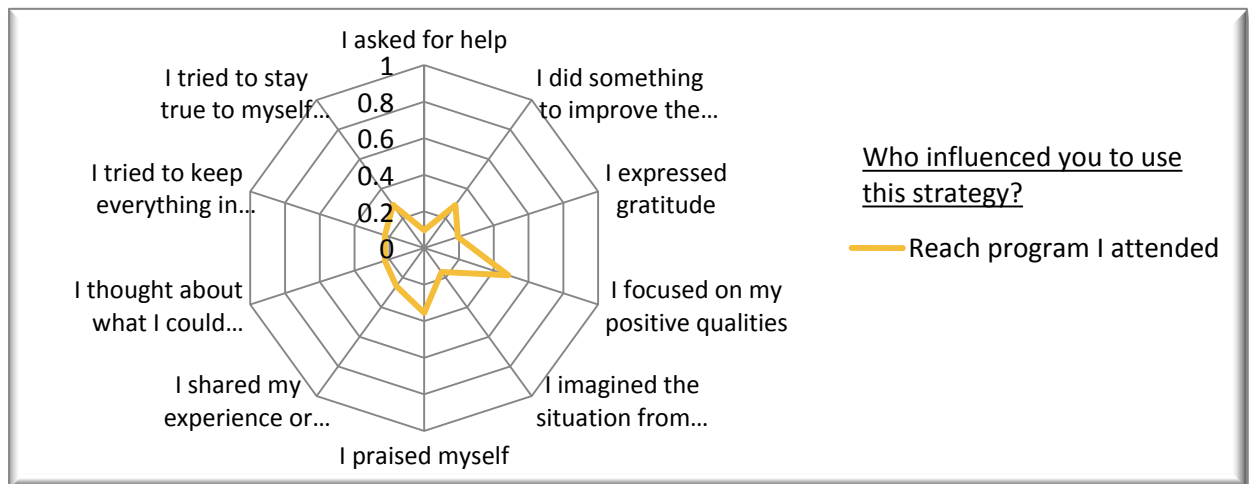 I asked for help
I did something
to improve the…
I expressed
gratitude
I focused on my
positive qualities
I imagined the
situation from…
I praised myself
I shared my
experience or…
I thought about
what I could…
I tried to keep
everything in…
I tried to stay
true to myself…
1
0.8
0.6
0.4
0.2
0
Who influenced you to use
this strategy?
Reach program I attended